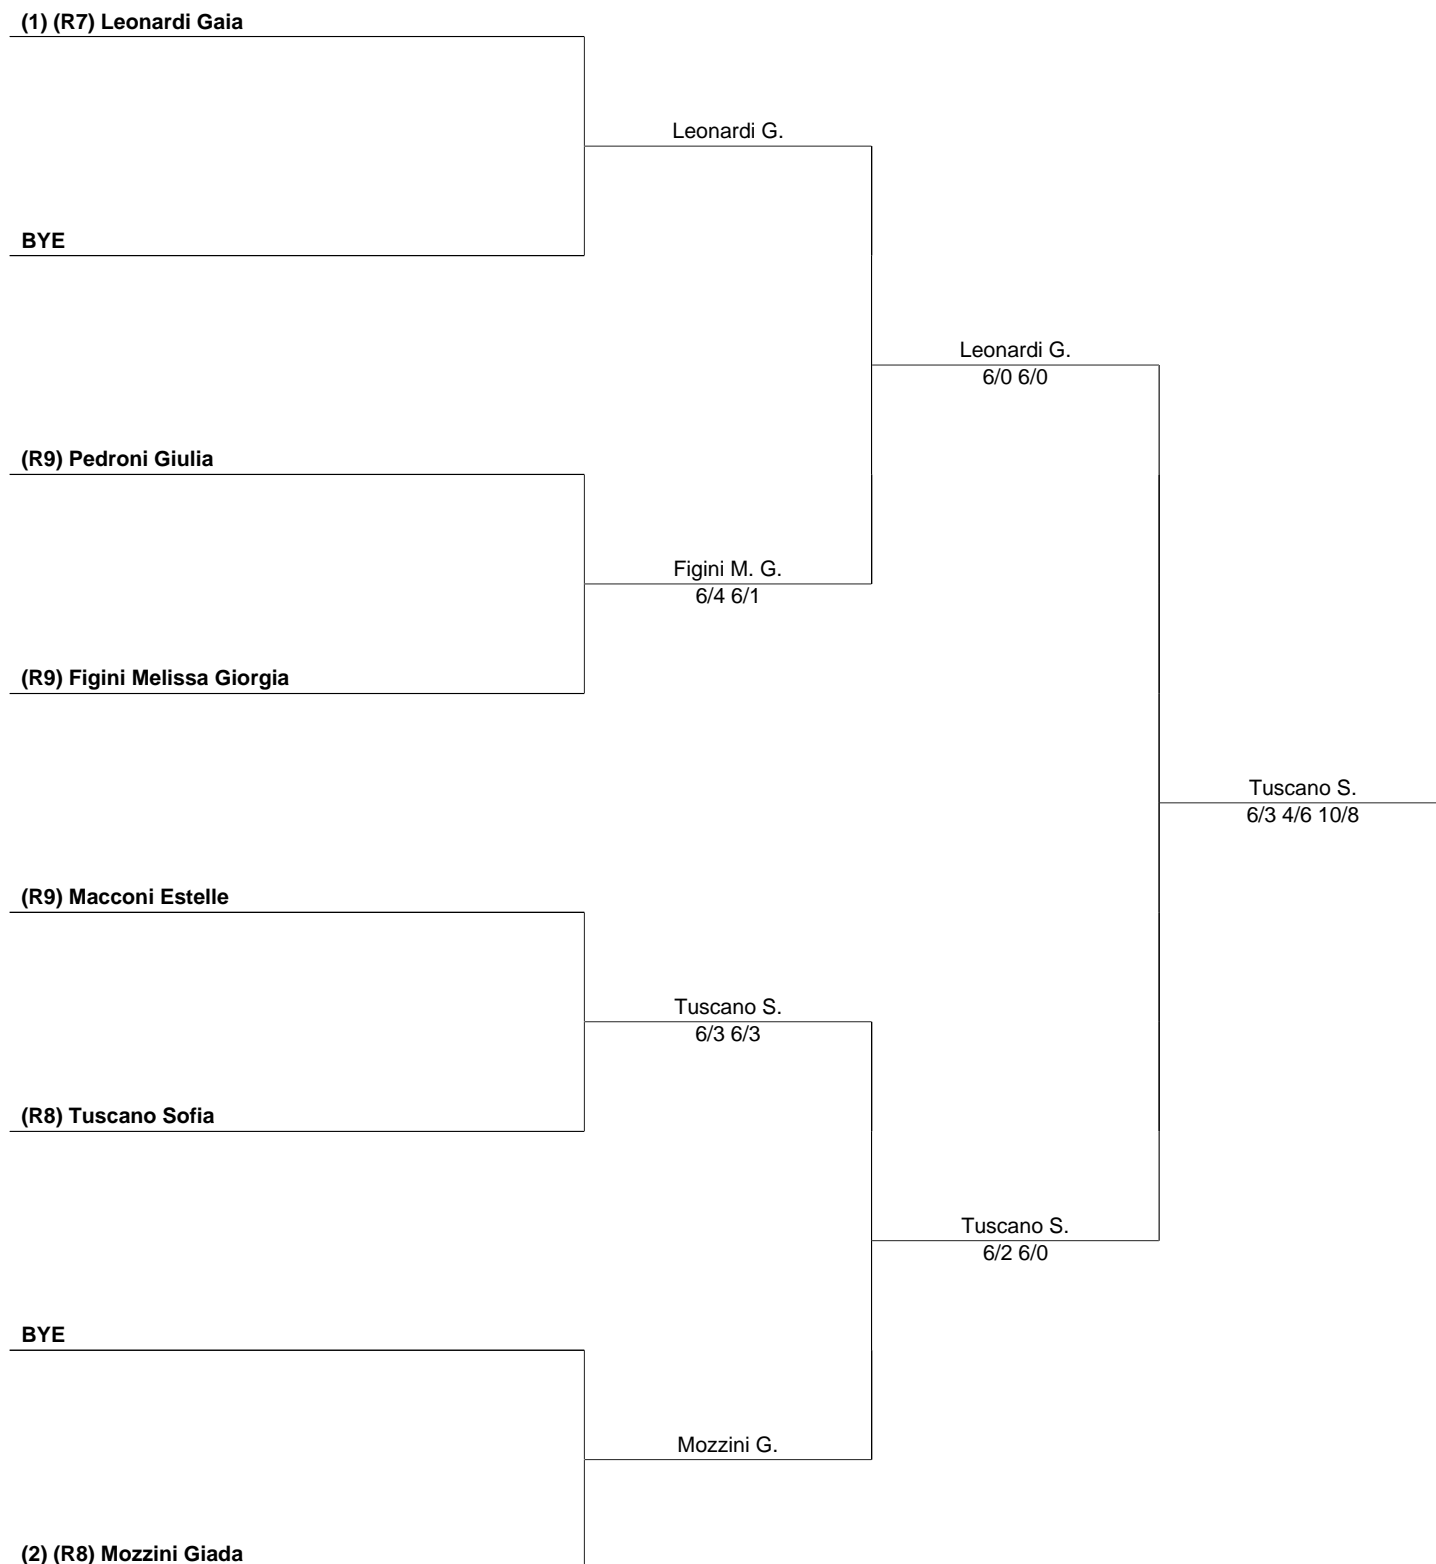 (1) (R7) Leonardi Gaia
Leonardi G.
BYE
Leonardi G.
6/0 6/0
(R9) Pedroni Giulia
Figini M. G.
6/4 6/1
(R9) Figini Melissa Giorgia
Tuscano S.
6/3 4/6 10/8
(R9) Macconi Estelle
Tuscano S.
6/3 6/3
(R8) Tuscano Sofia
Tuscano S.
6/2 6/0
BYE
Mozzini G.
(2) (R8) Mozzini Giada